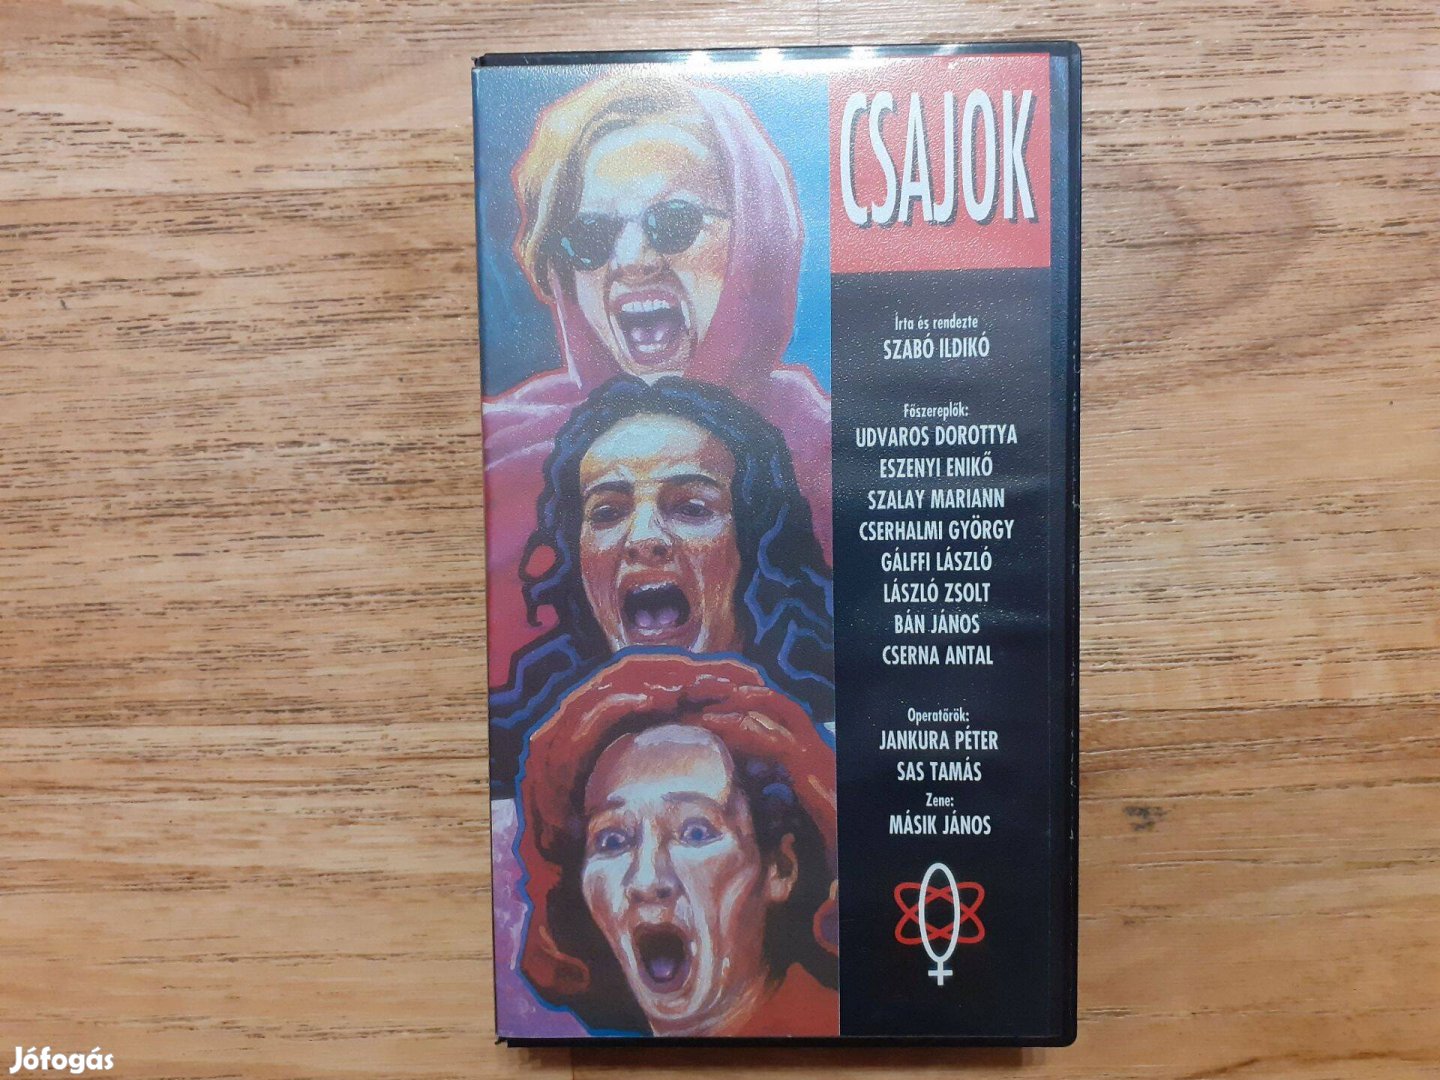 CSAJOK
Írta és rendezte
SZABÓ ILDIKÓ
Főszereplők:
UDVAROS DOROTTYA
ESZENYI ENIKŐ
SZALAY MARIANN
CSERHALMI GYÖRGY
GÁLFFI LÁSZLÓ
LÁSZLÓ ZSOLT
BÁN JÁNOS
CSERNA ANTAL
Operatőrök:
JANKURA PÉTER
SAS TAMÁS
Zene:
MÁSIK JÁNOS
Jófogás